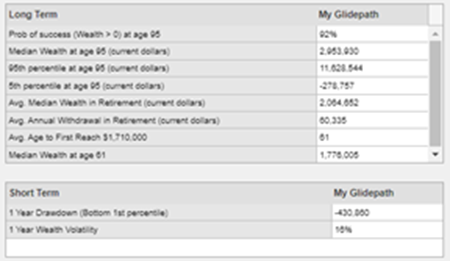 Long Term My Glidepath
Prob of success (Wealth > 0) at age 95 92%
Median Wealth at age 95 (current dollars) 2,953,930
95th percentile at age 95 (current dollars) 11,628,544
5th percentile at age 95 (current dollars) -278,757
Avg. Median Wealth in Retirement (current dollars) 2,064,652
Avg. Annual Withdrawal in Retirement (current dollars) 60,335
Avg. Age to First Reach $1,710,000 61
Median Wealth at age 61 1,776,005
Short Term My Glidepath
1 Year Drawdown (Bottom 1st percentile) -430,860
1 Year Wealth Volatility 16%